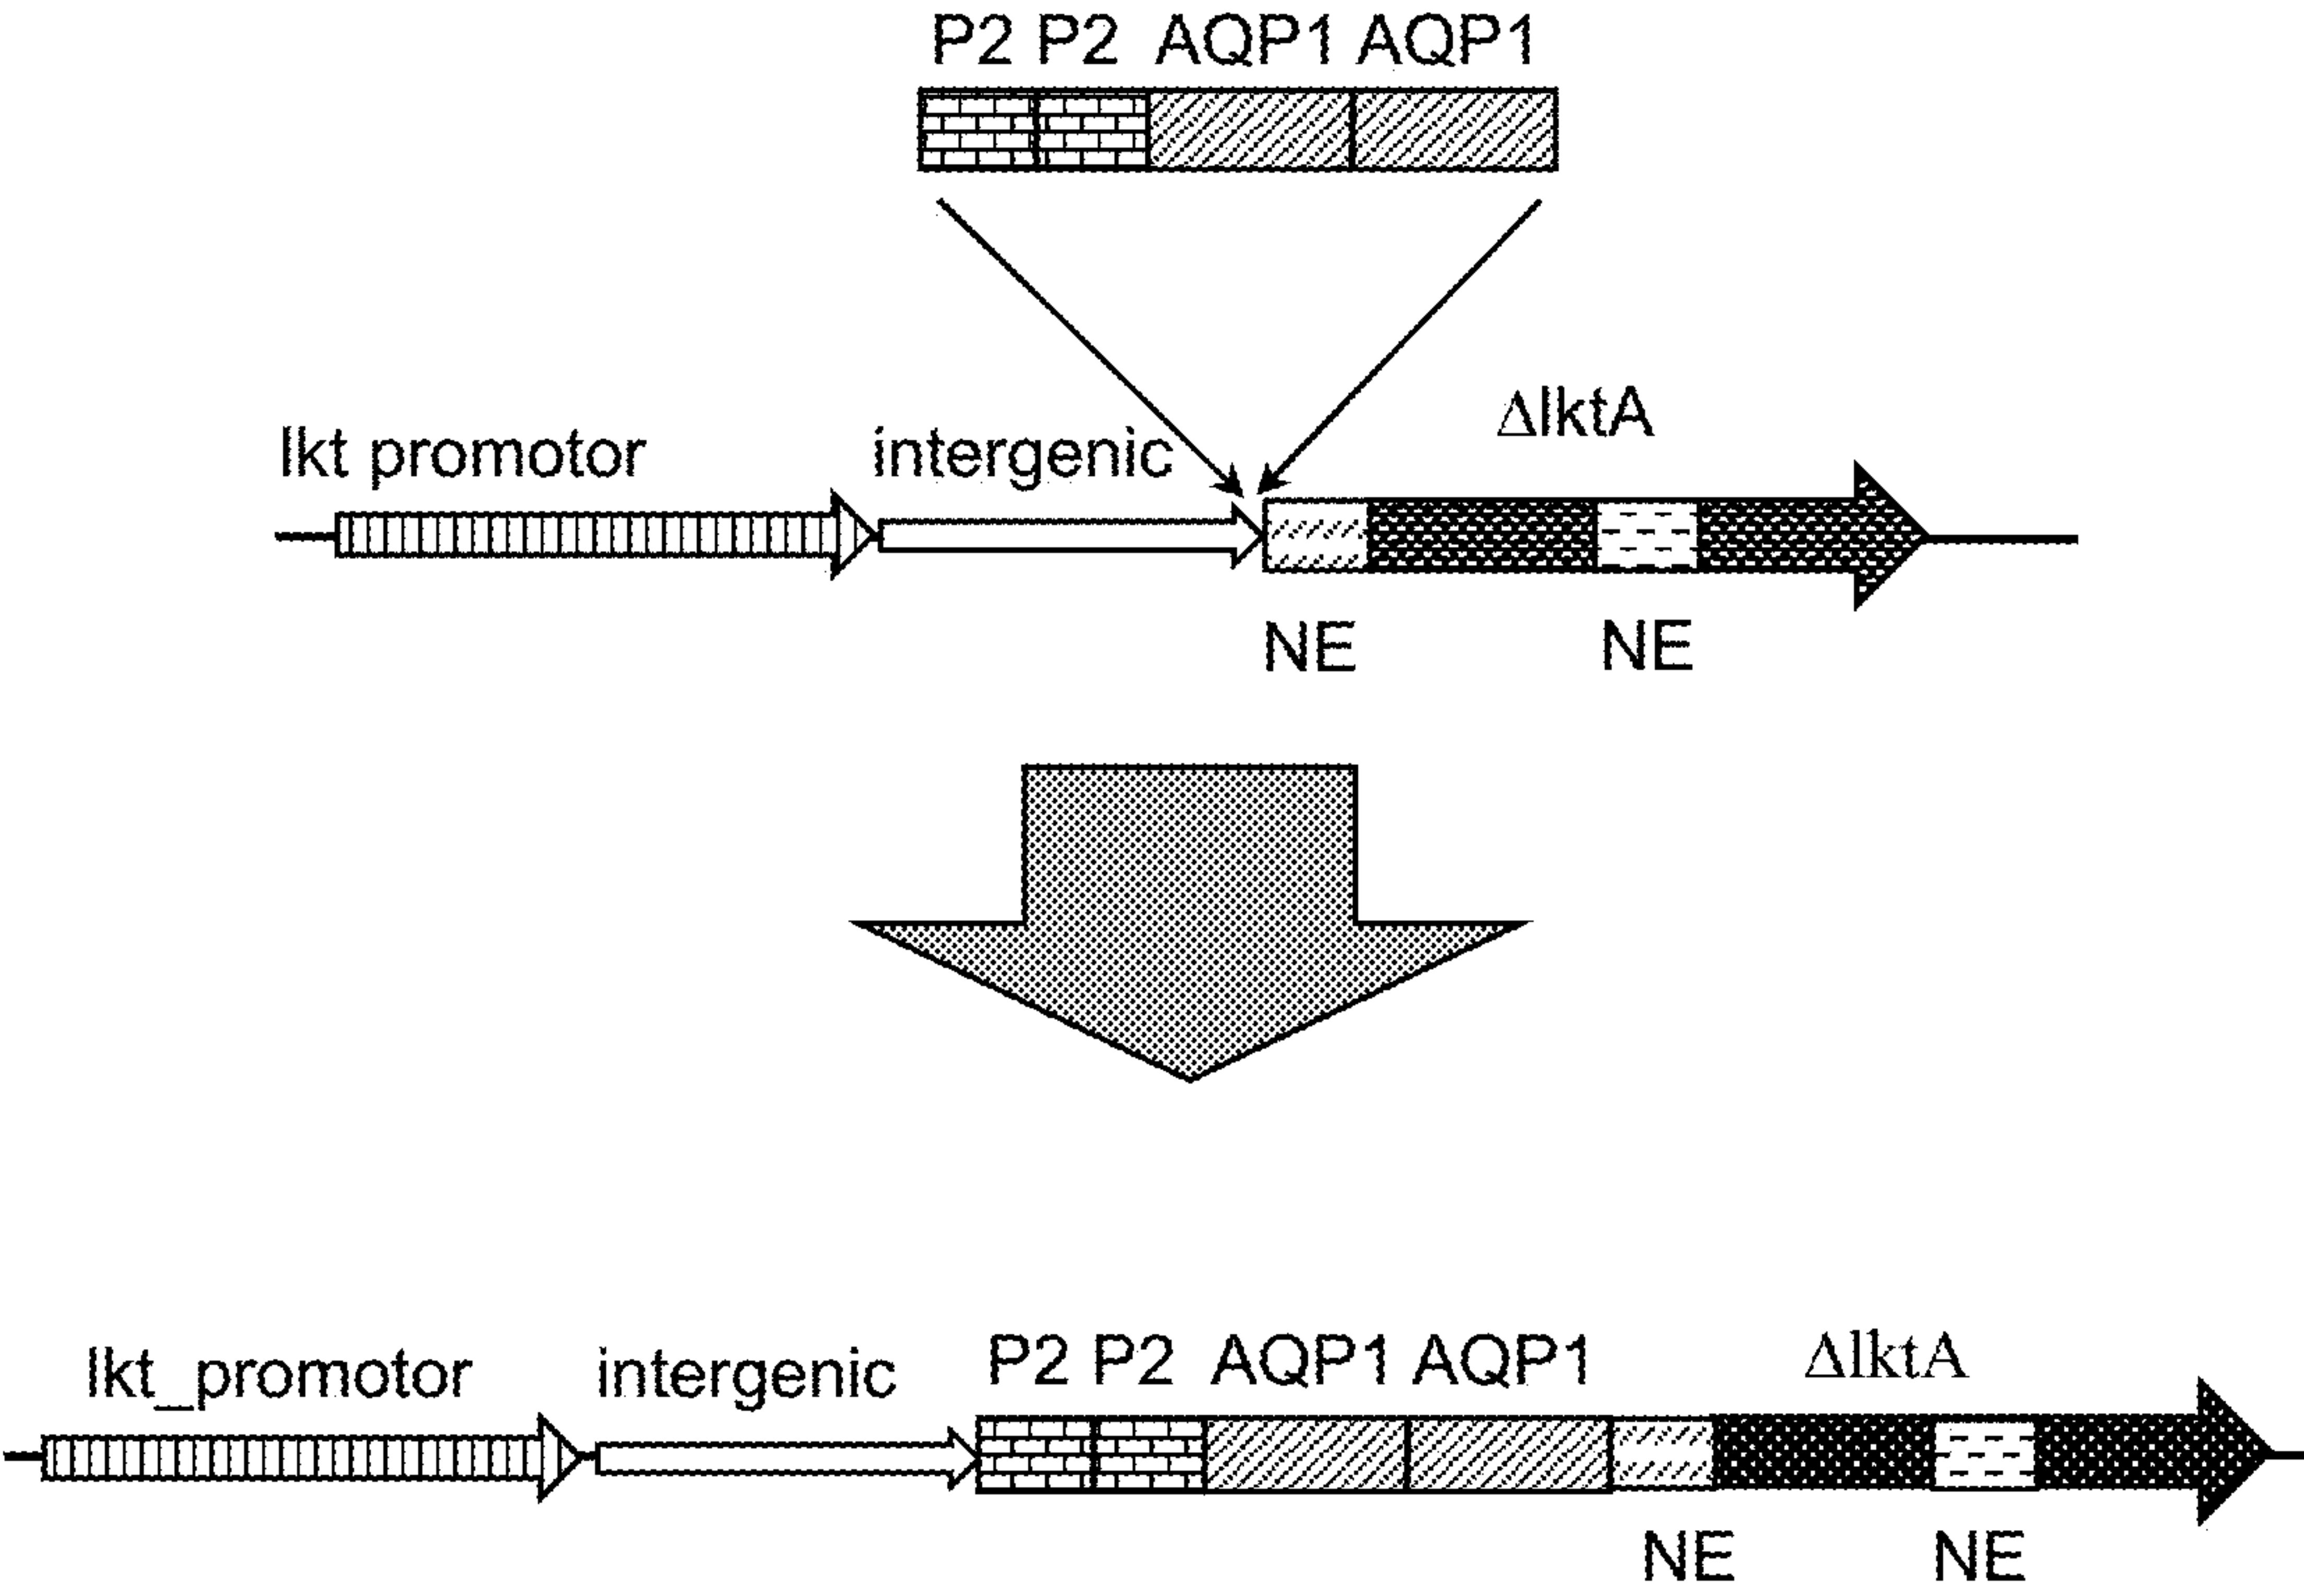 P2 P2 AQP1 AQP1
ΔlktA
lkt promotor intergenic
NE NE
P2 P2 AQP1 AQP1 ΔlktA
lkt_promotor intergenic
NE NE